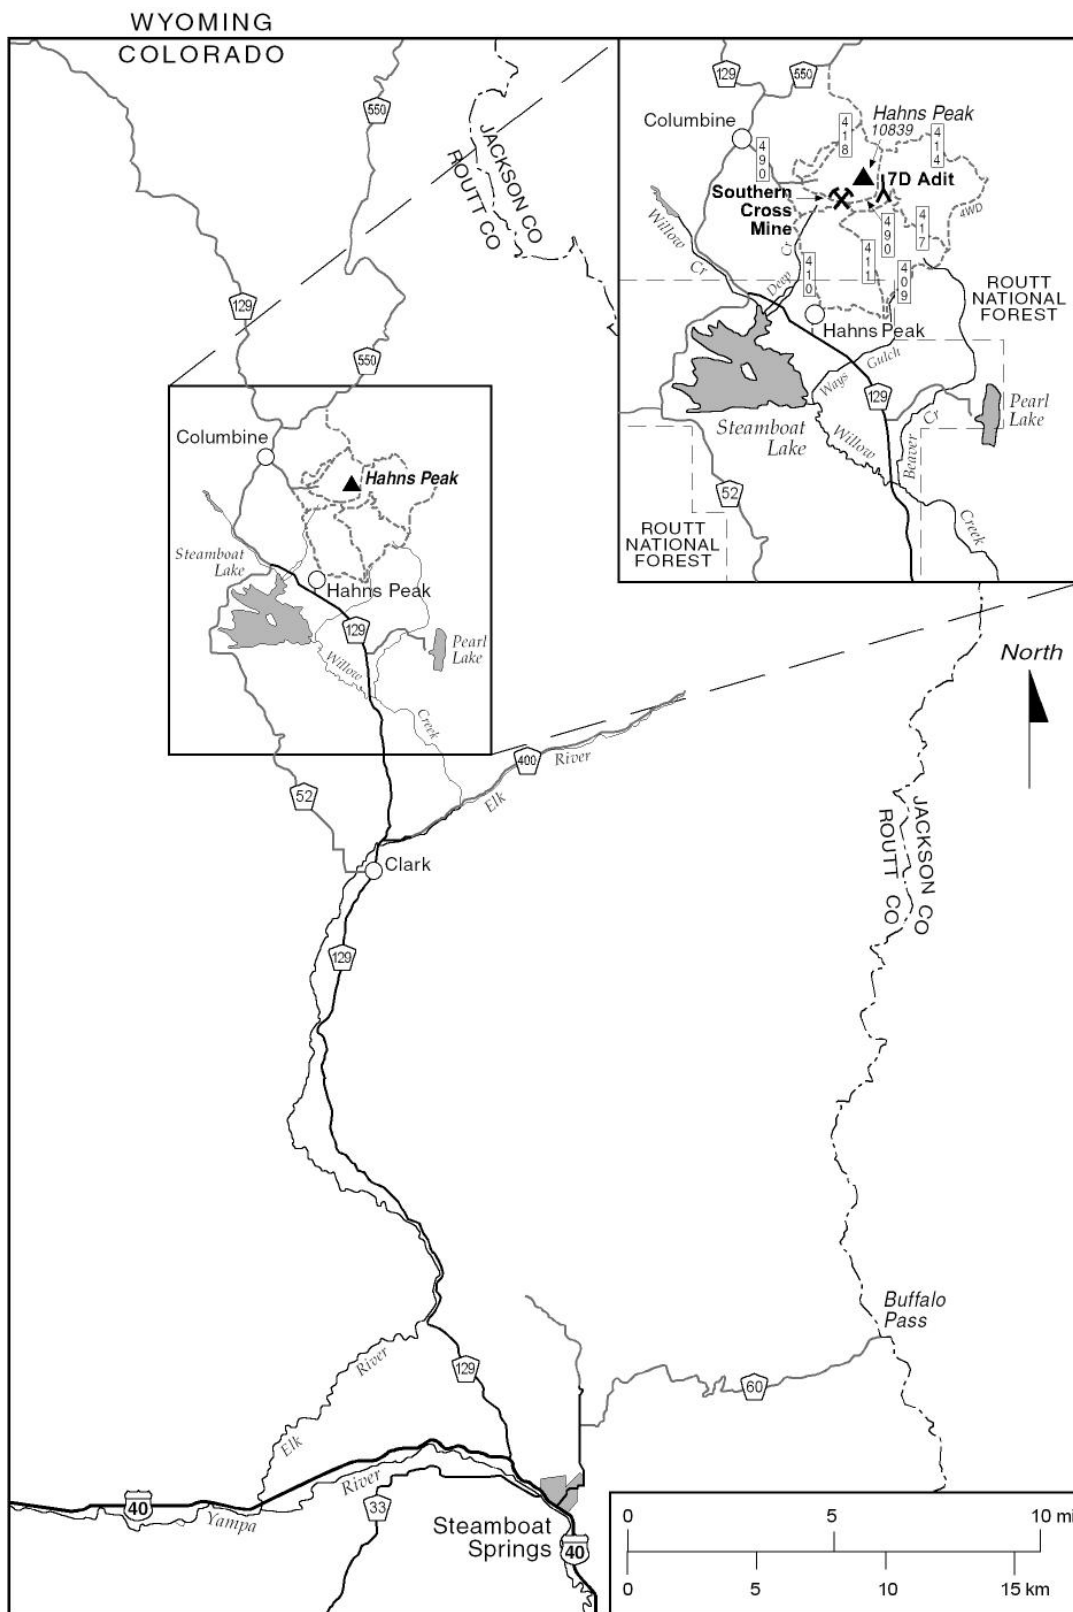 WYOMING
COLORADO
550
JACKSON CO
ROUTT CO
129
550
Columbine
Hahns Peak
Steamboat
Lake
Hahns Peak
129
Pearl
Lake
Willow
Creek
52
400
River
Elk
Clark
129
North
JACKSON CO
ROUTT CO
Buffalo
Pass
River
129
60
Elk
River
40
Yampa
33
Steamboat
Springs
40
0
5
10 mi
0
5
10
15 km
129
550
Columbine
Hahns Peak
10839
418
414
490
7D Adit
Southern
Cross
Mine
4WD
Willow
Cr
Deep
Cr
490
417
410
411
409
ROUTT
NATIONAL
FOREST
Hahns Peak
Ways
Gulch
129
Pearl
Lake
Steamboat
Lake
Willow
Beaver
Cr
52
Creek
ROUTT
NATIONAL
FOREST